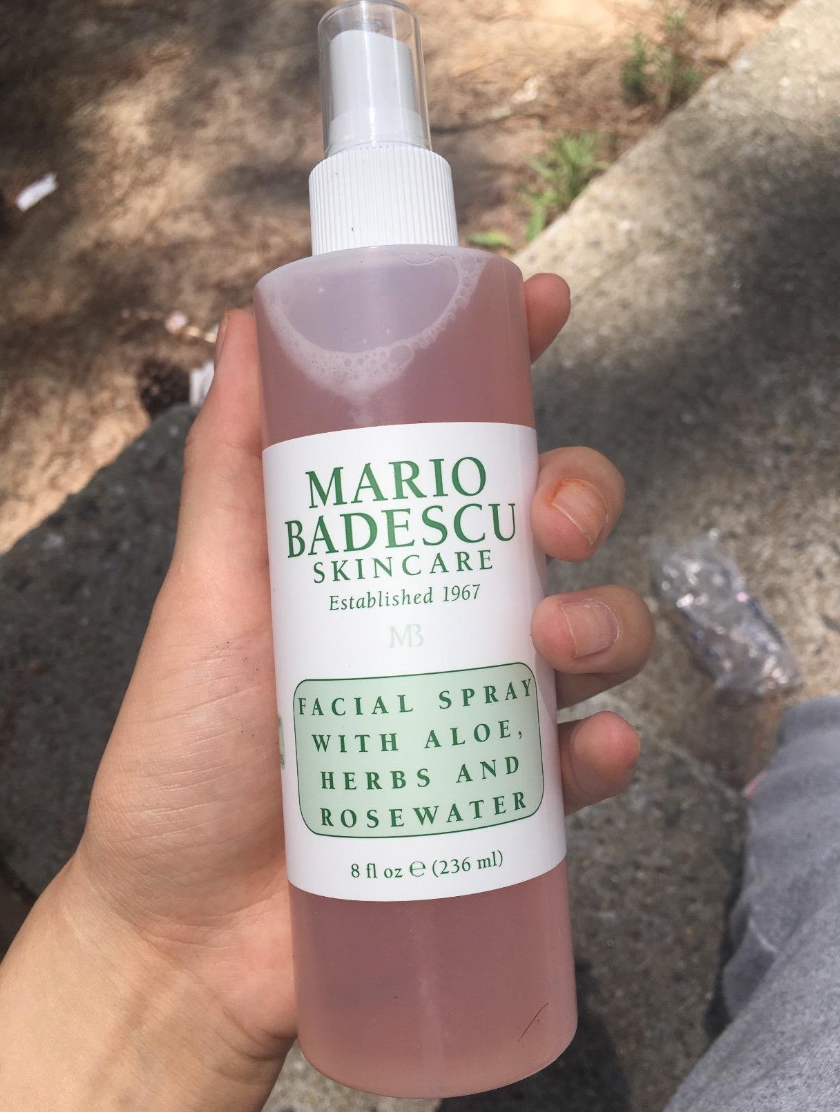 MARIO
BADESCU
SKINCARE
Established 1967
MB
FACIAL SPRAY
WITH ALOE,
HERBS AND
ROSEWATER
8 fl oz ℮ (236 ml)